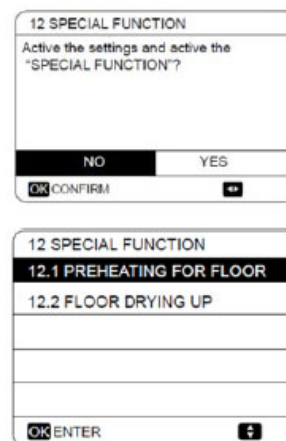 12 SPECIAL FUNCTION
Active the settings and active the
“SPECIAL FUNCTION”?
NO YES
OK CONFIRM
12 SPECIAL FUNCTION
12.1 PREHEATING FOR FLOOR
12.2 FLOOR DRYING UP
OK ENTER